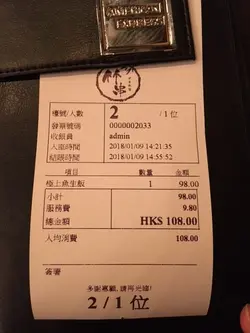 AMERICAN
EXPRESS
檯號/人數 2 /1位
發票號碼 0000002033
收銀員 admin
入座時間 2018/01/09 14:21:35
結賬時間 2018/01/09 14:55:52
項目 數量 金額
極上魚生飯 1 98.00
小計 98.00
服務費 9.80
總金額 HK$ 108.00
人均消費 108.00
簽署
多謝惠顧,請再光臨!
2/1位